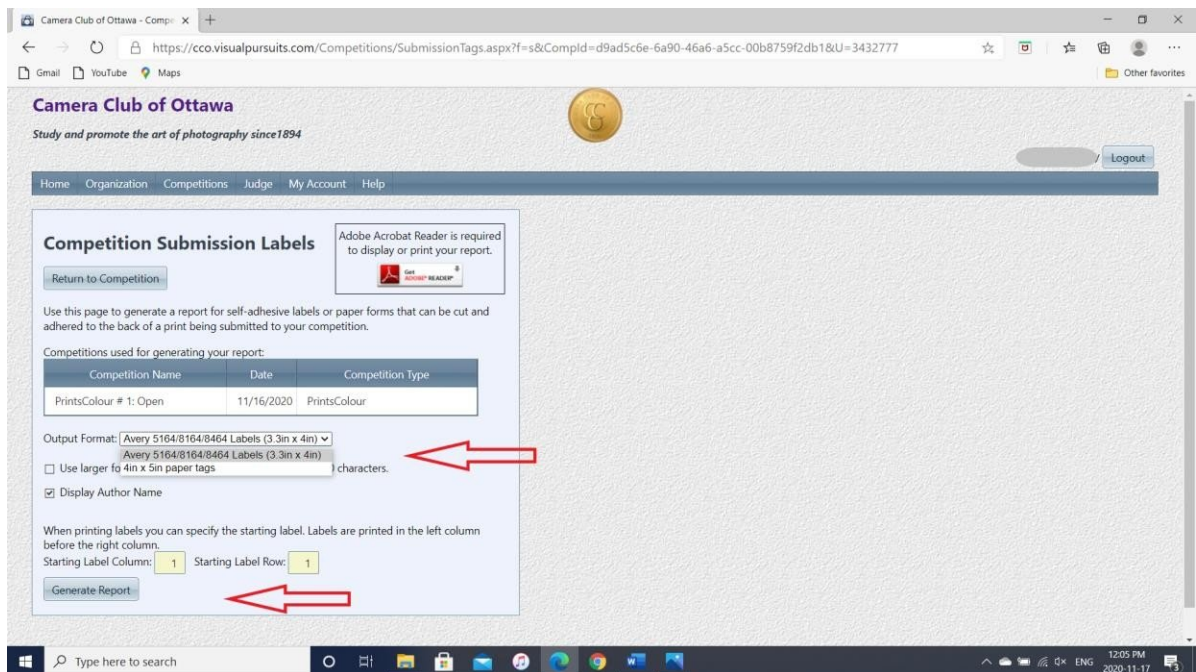 Camera Club of Ottawa - Compe
https://cco.visualpursuits.com/Competitions/SubmissionTags.aspx?f=s&CompId=d9ad5c6e-6a90-46a6-a5cc-00b8759f2db1&U=3432777
Gmail YouTube Maps Other favorites
Camera Club of Ottawa
Study and promote the art of photography since1894
/ Logout
Home Organization Competitions Judge My Account Help
Competition Submission Labels
Adobe Acrobat Reader is required
to display or print your report.
Get
ADOBE® READER®
Return to Competition
Use this page to generate a report for self-adhesive labels or paper forms that can be cut and
adhered to the back of a print being submitted to your competition.
Competitions used for generating your report:
Competition Name Date Competition Type
PrintsColour # 1: Open 11/16/2020 PrintsColour
Output Format: Avery 5164/8164/8464 Labels (3.3in x 4in)
Avery 5164/8164/8464 Labels (3.3in x 4in)
Use larger fo 4in x 5in paper tags characters.
Display Author Name
When printing labels you can specify the starting label. Labels are printed in the left column
before the right column.
Starting Label Column: 1 Starting Label Row: 1
Generate Report
Type here to search
ENG
12:05 PM
2020-11-17